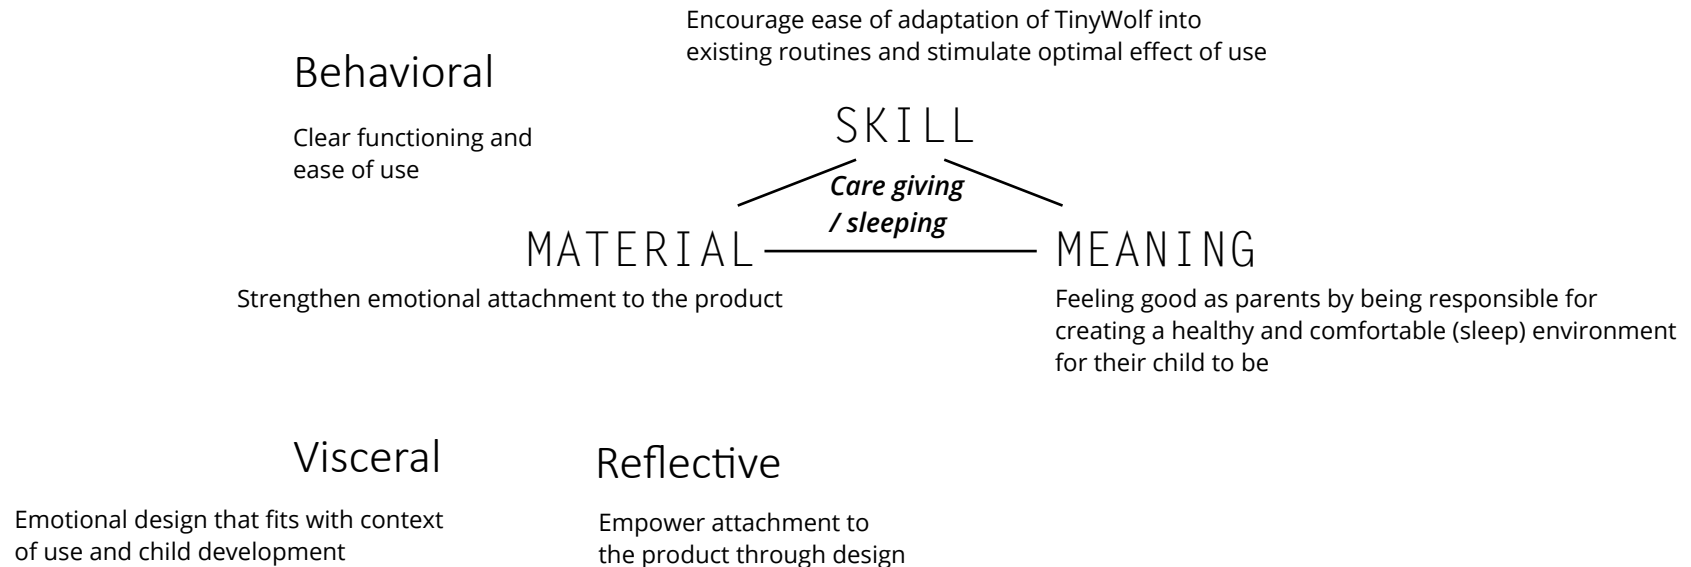 Encourage ease of adaptation of TinyWolf into
existing routines and stimulate optimal effect of use
Behavioral
Clear functioning and
ease of use
SKILL
Care giving
/ sleeping
MATERIAL
MEANING
Strengthen emotional attachment to the product
Feeling good as parents by being responsible for
creating a healthy and comfortable (sleep) environment
for their child to be
Visceral
Emotional design that fits with context
of use and child development
Reflective
Empower attachment to
the product through design